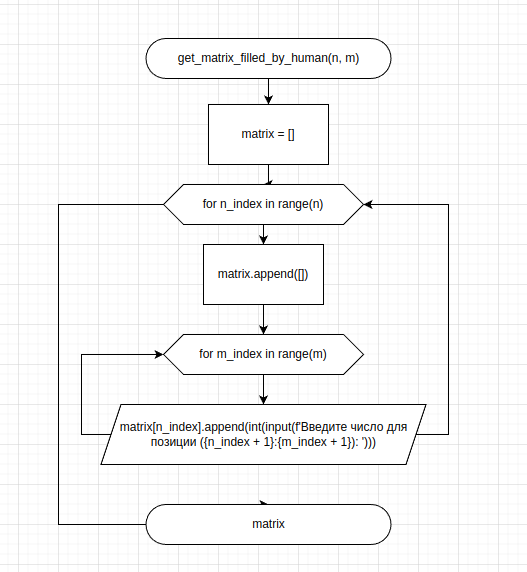 get_matrix_filled_by_human(n, m)
matrix = []
for n_index in range(n)
matrix.append([])
for m_index in range(m)
matrix[n_index].append(int(input(f'Введите число для
позиции ({n_index + 1}:{m_index + 1}): ')))
matrix